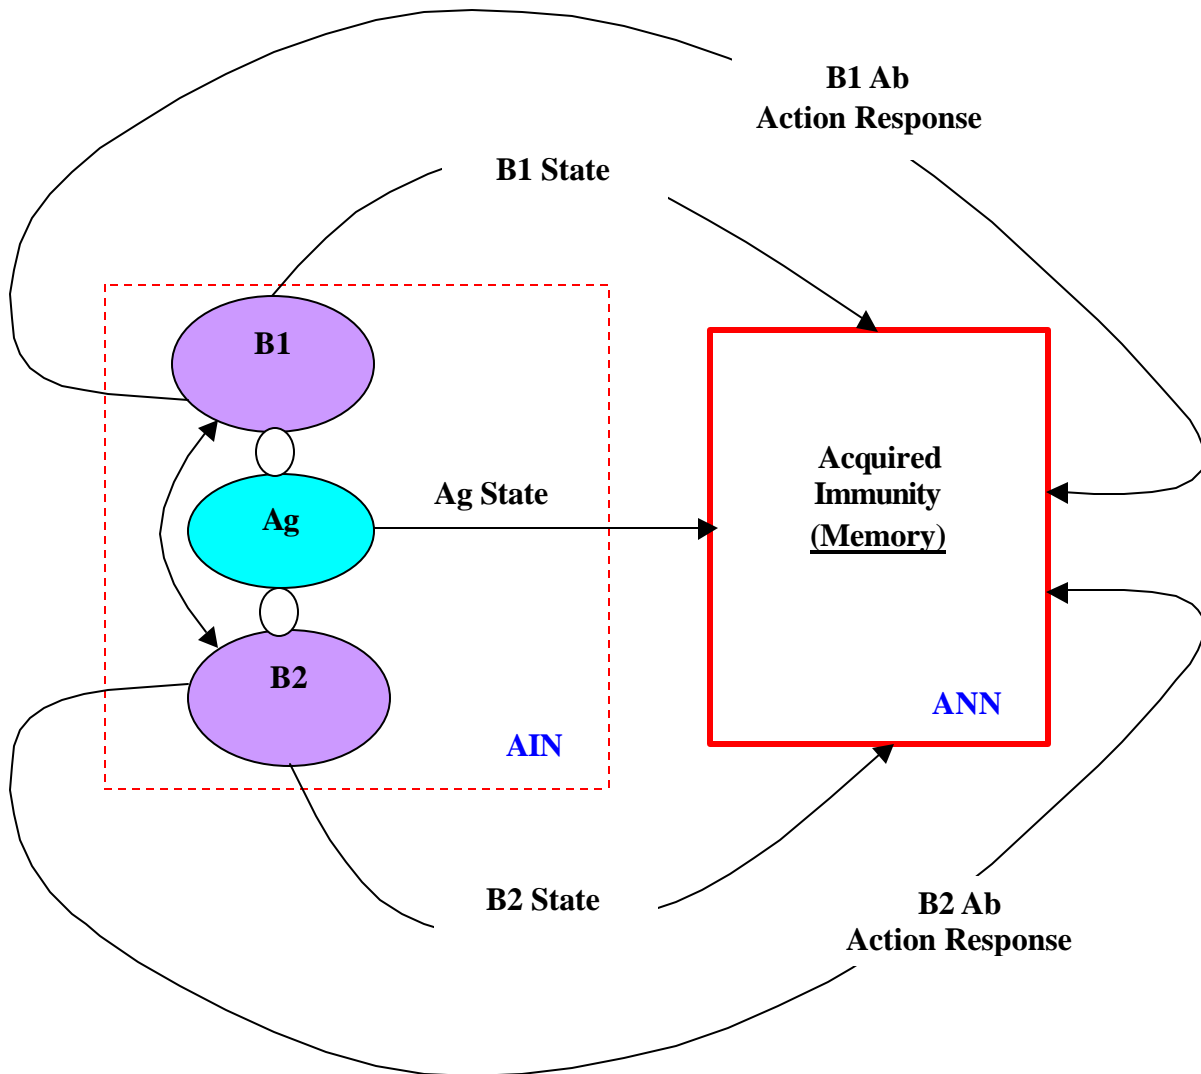 B1 Ab
Action Response
B1 State
B1
Ag State
Ag
Acquired
Immunity
(Memory)
B2
ANN
AIN
B2 State
B2 Ab
Action Response